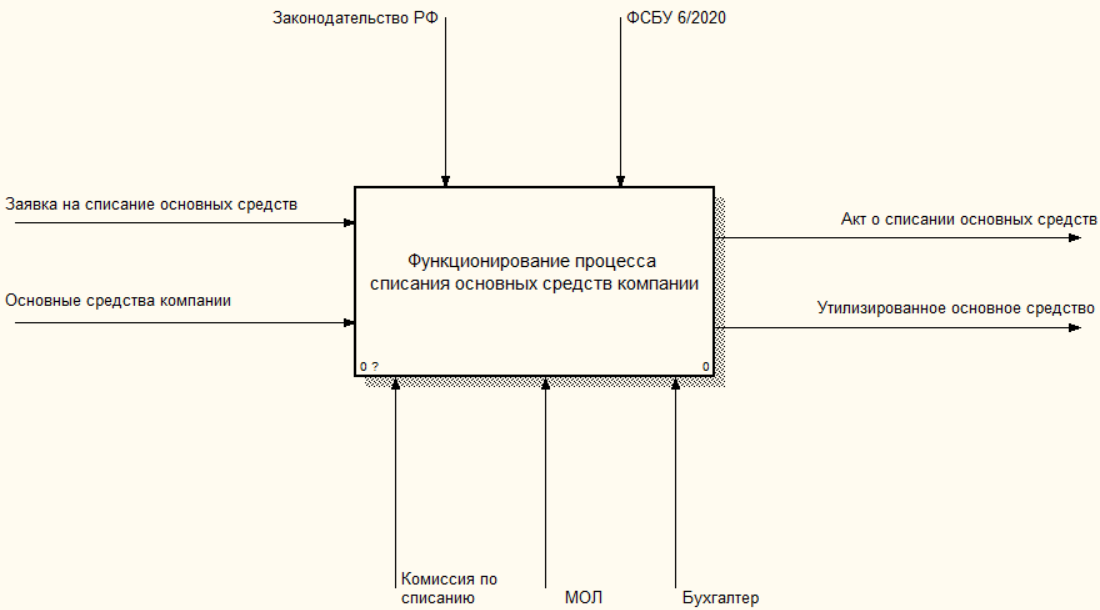 Законодательство РФ
ФСБУ 6/2020
Заявка на списание основных средств
Акт о списании основных средств
Функционирование процесса
списания основных средств компании
Основные средства компании
Утилизированное основное средство
0 ?
0
Комиссия по
списанию
МОЛ
Бухгалтер